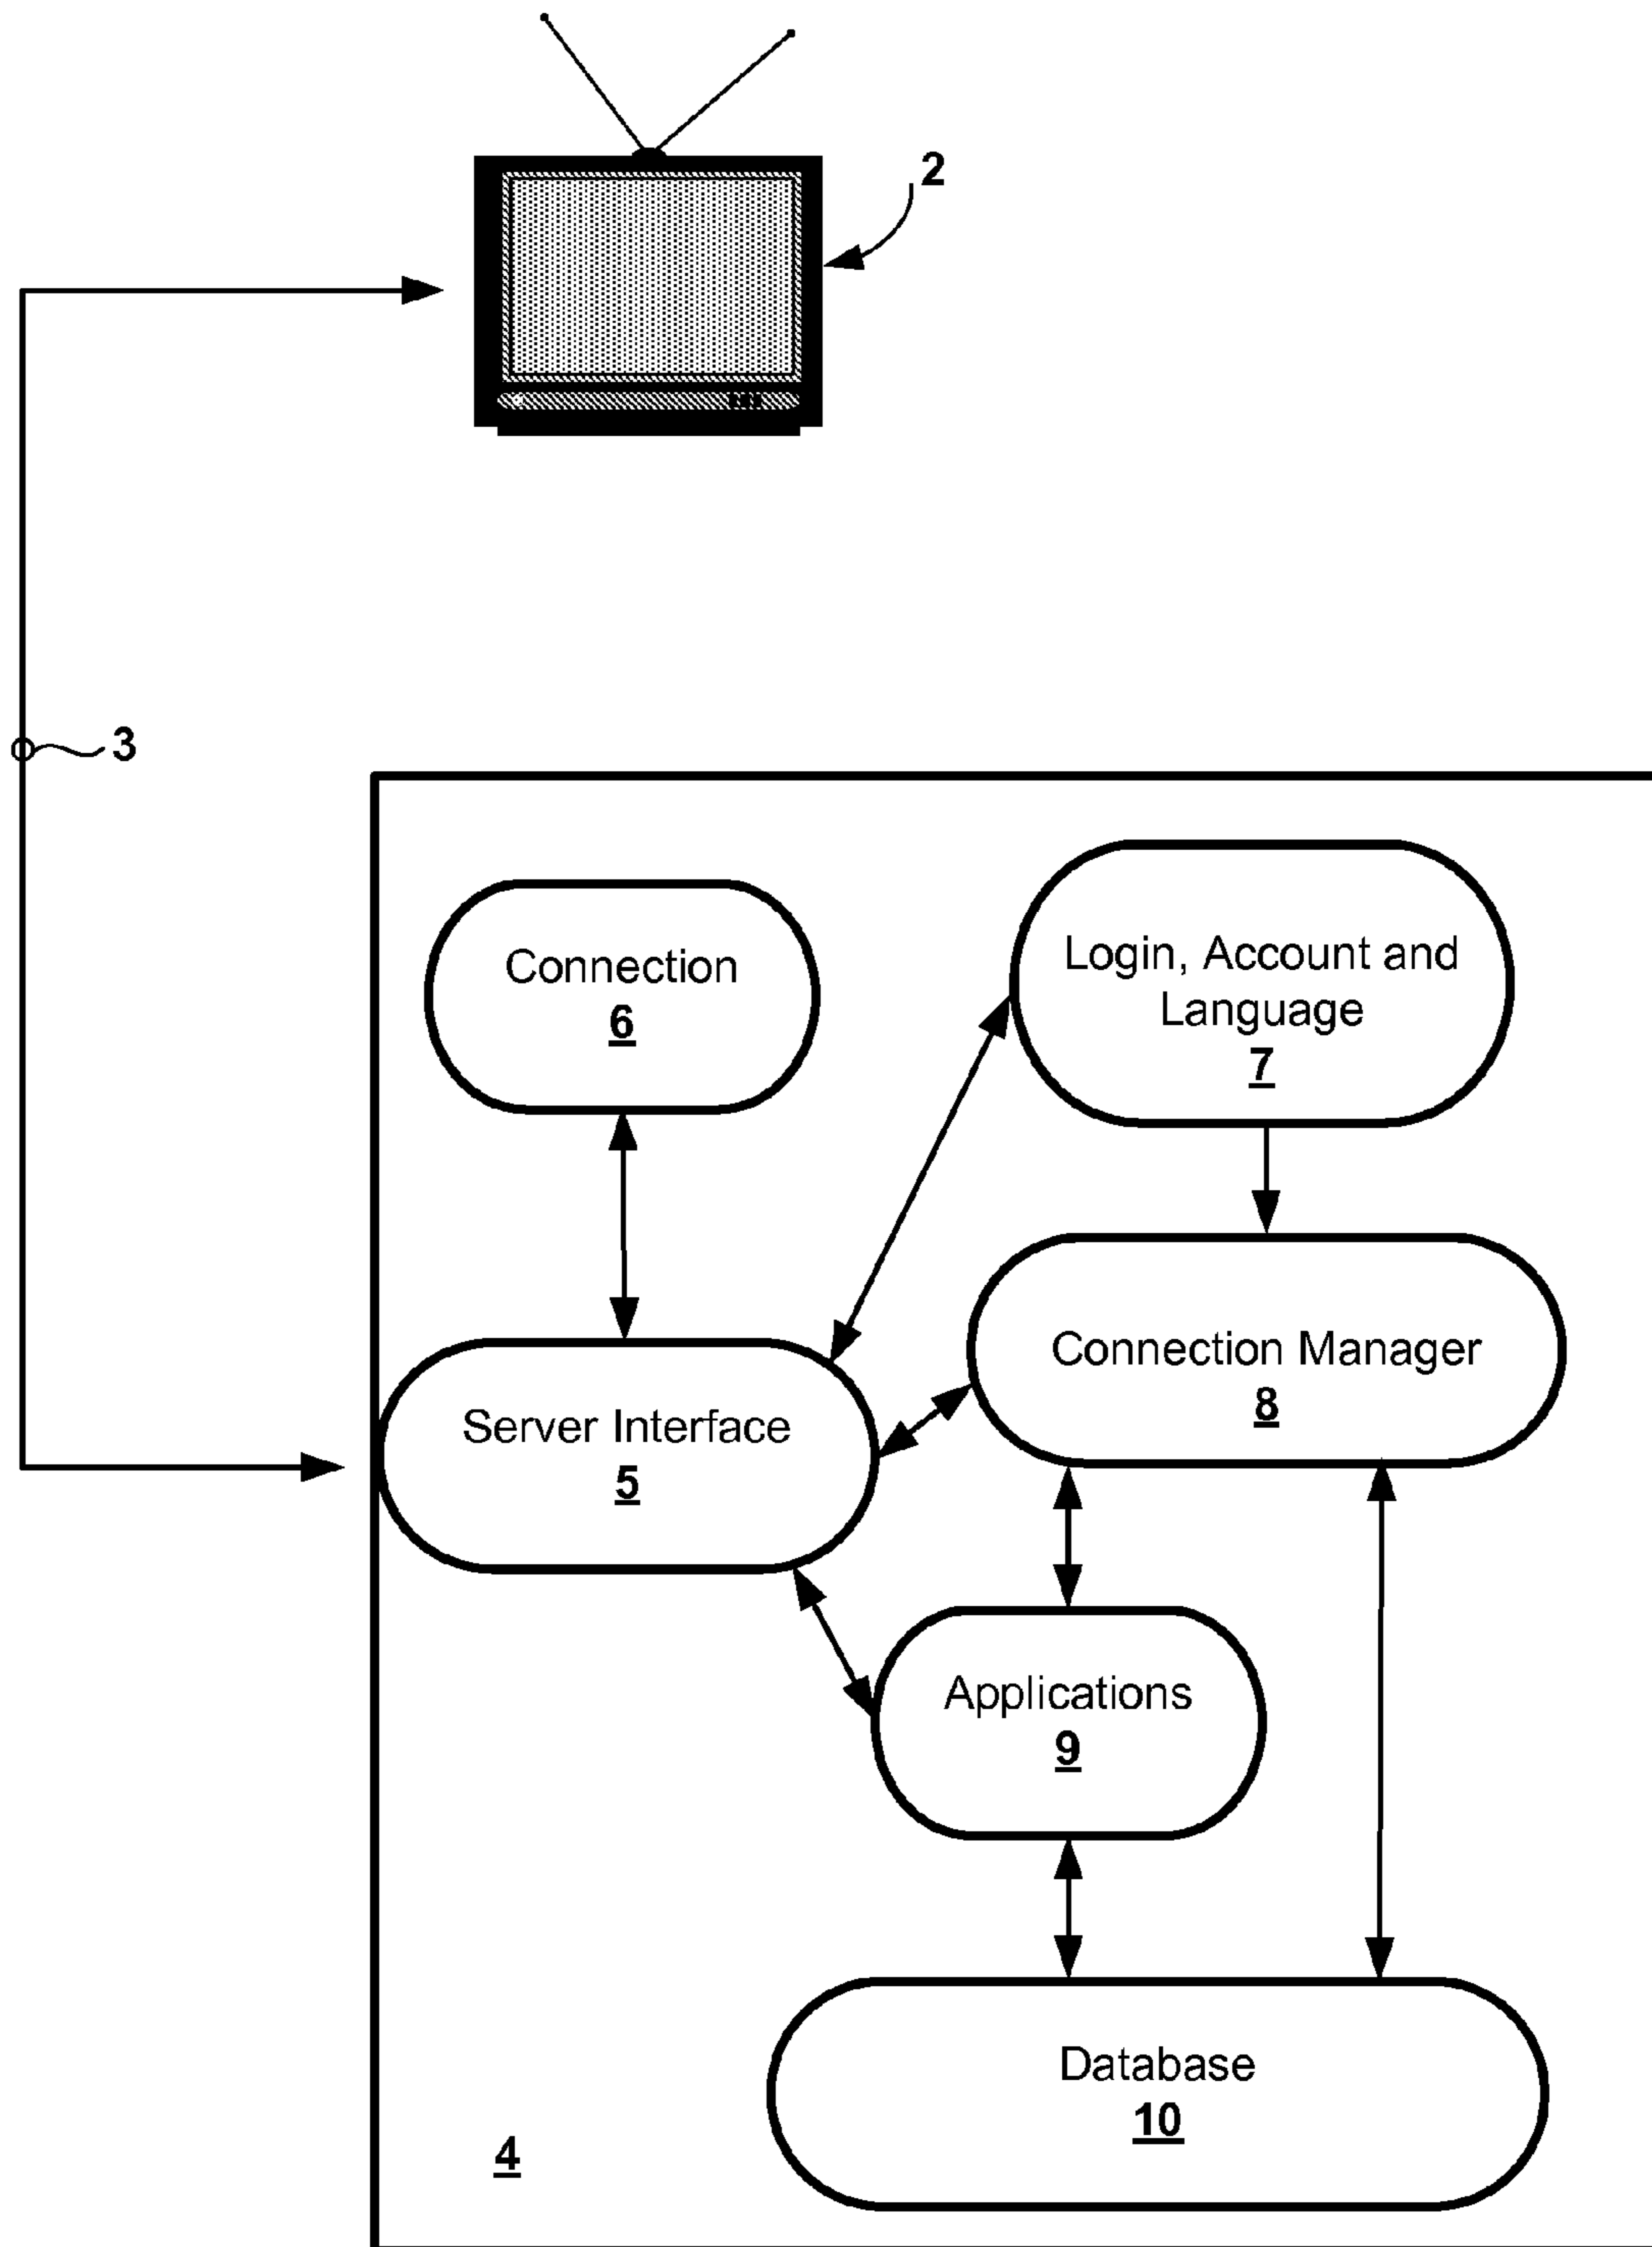 2
3
Connection
6
Login, Account and
Language
7
Connection Manager
8
Server Interface
5
Applications
9
Database
10
4